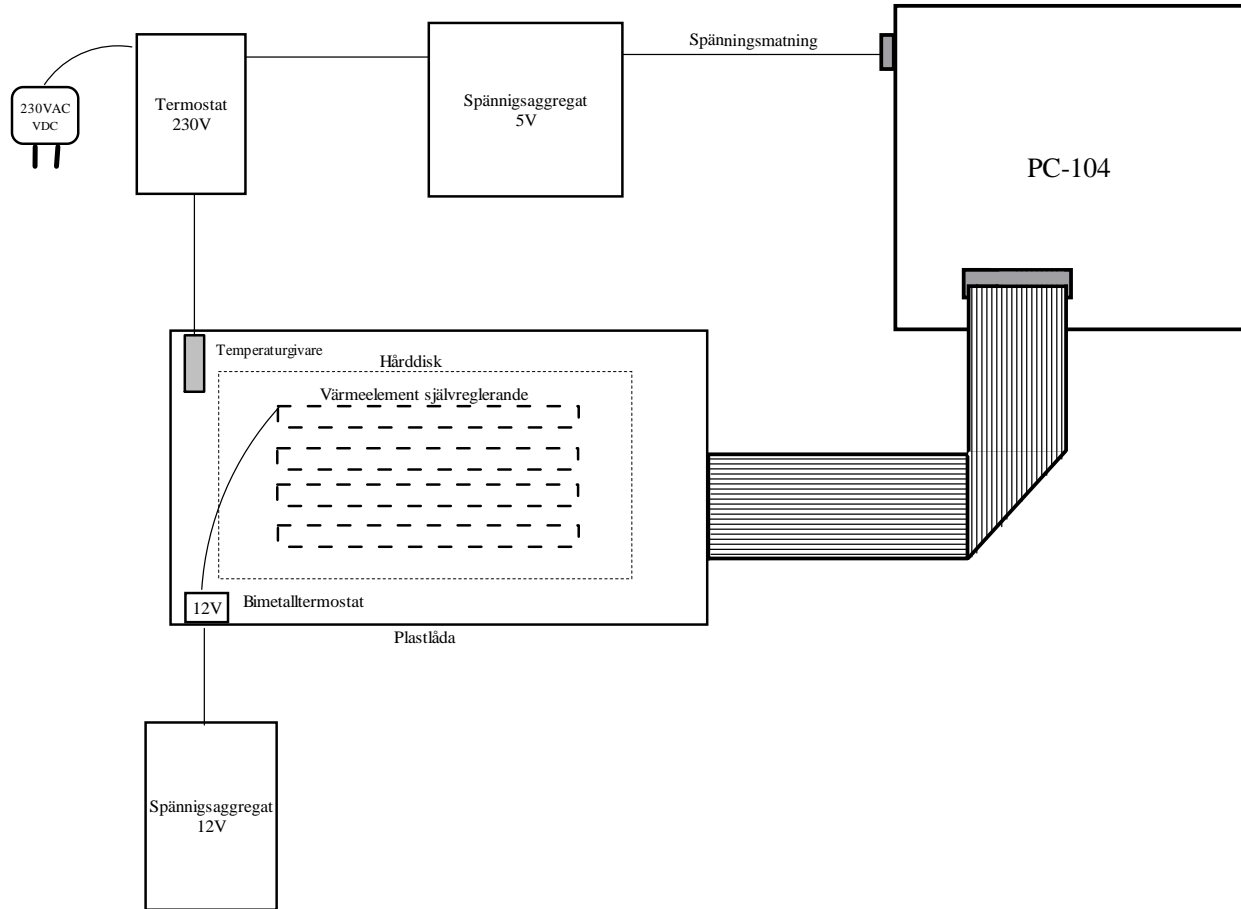 Spänningsmatning
230VAC
VDC
Termostat
230V
Spännigsaggregat
5V
PC-104
Temperaturgivare
Hårddisk
Värmeelement självreglerande
12V
Bimetalltermostat
Plastlåda
Spännigsaggregat
12V